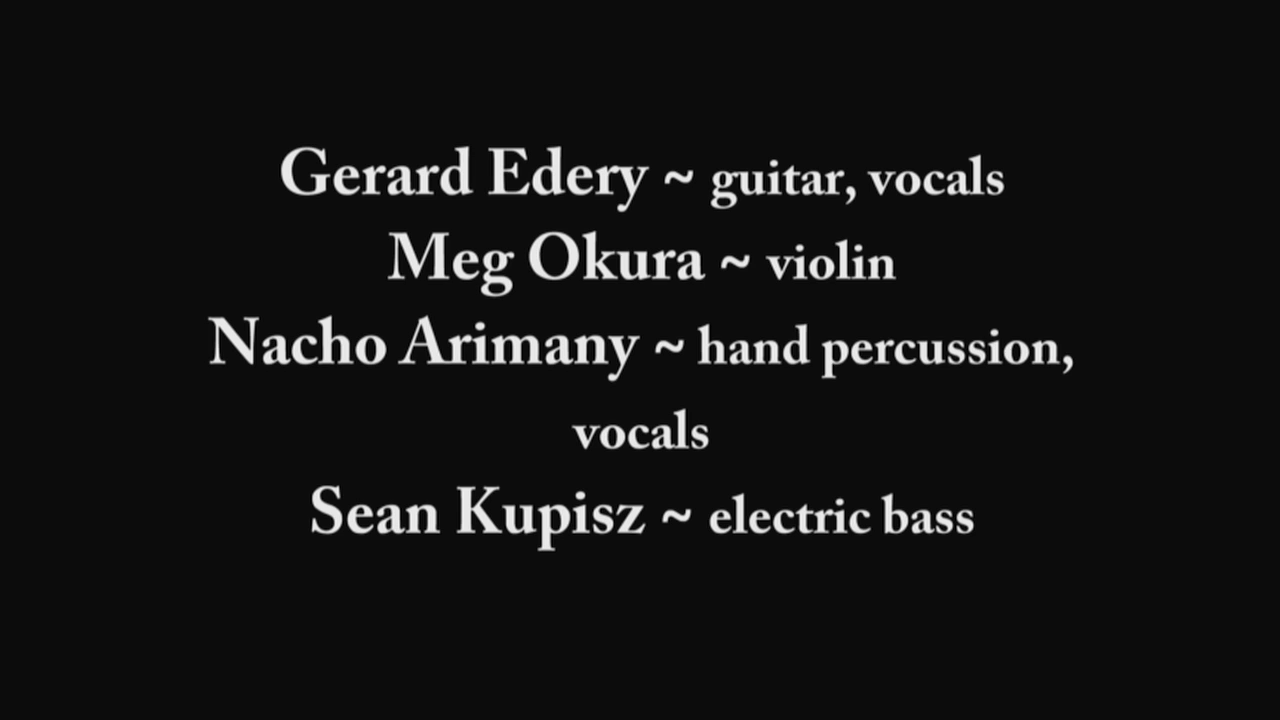 Gerard Edery ~ guitar, vocals
Meg Okura ~ violin
Nacho Arimany ~ hand percussion,
vocals
Sean Kupisz ~ electric bass